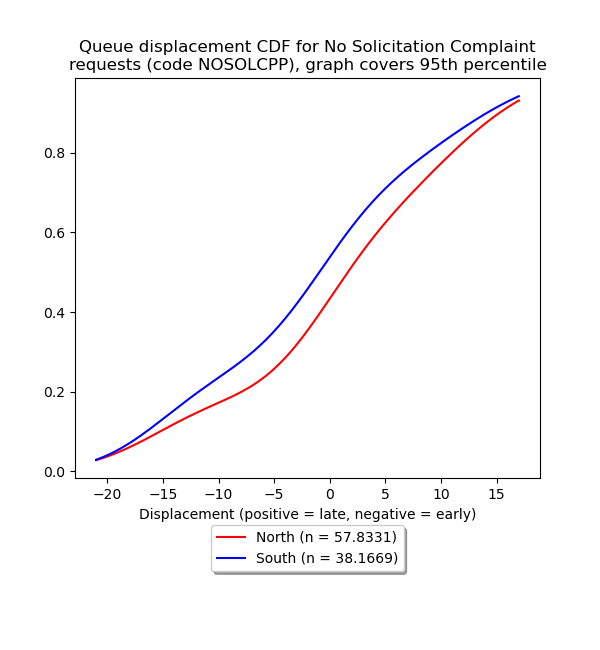 Queue displacement CDF for No Solicitation Complaint
requests (code NOSOLCPP), graph covers 95th percentile
0.8
0.6
0.4
0.2
0.0
−20 −15 −10 −5 0 5 10 15
Displacement (positive = late, negative = early)
North (n = 57.8331)
South (n = 38.1669)